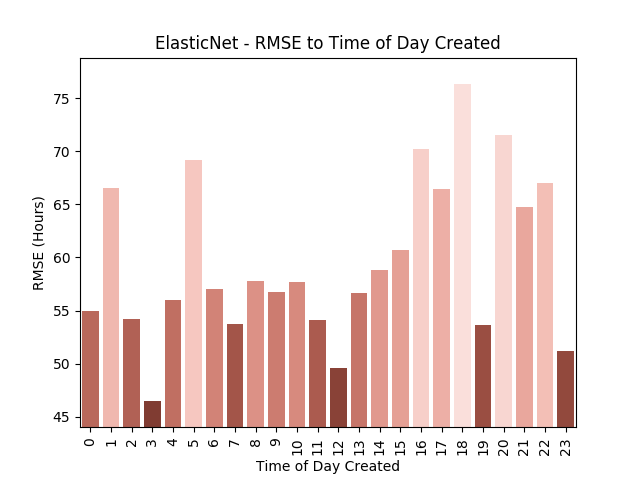 ElasticNet - RMSE to Time of Day Created
75
70
65
60
55
50
45
RMSE (Hours)
0 1 2 3 4 5 6 7 8 9 10 11 12 13 14 15 16 17 18 19 20 21 22 23
Time of Day Created